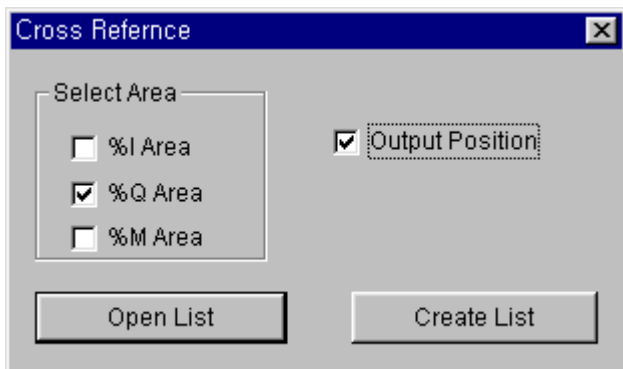 Cross Refernce
Select Area
%I Area
Output Position
%Q Area
%M Area
Open List
Create List